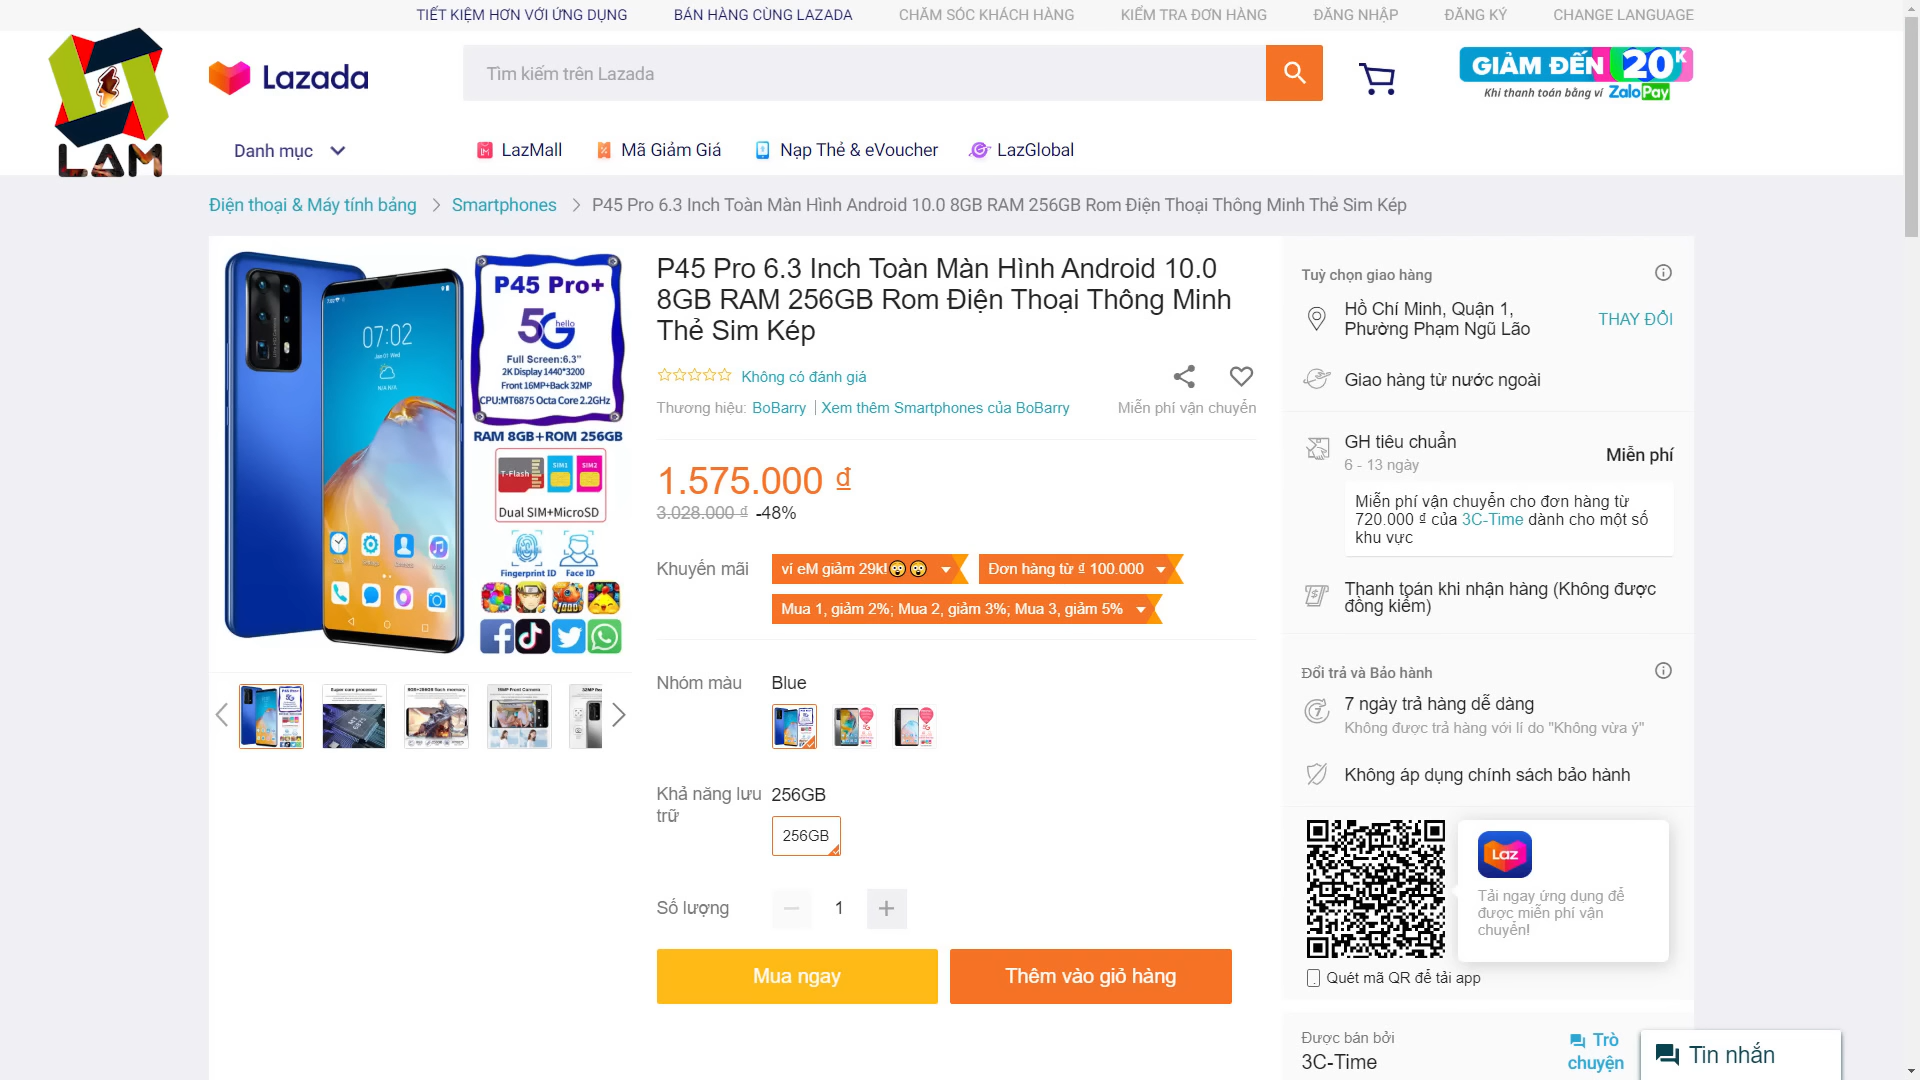 TIẾT KIỆM HƠN VỚI ỨNG DỤNG
BÁN HÀNG CÙNG LAZADA
CHĂM SÓC KHÁCH HÀNG
KIỂM TRA ĐƠN HÀNG
ĐĂNG NHẬP
ĐĂNG KÝ
CHANGE LANGUAGE
LAM
Lazada
Tìm kiếm trên Lazada
GIẢM ĐẾN 20K
Khi thanh toán bằng ví ZaloPay
Danh mục
LazMall
Mã Giảm Giá
Nạp Thẻ & eVoucher
LazGlobal
Điện thoại & Máy tính bảng
Smartphones
P45 Pro 6.3 Inch Toàn Màn Hình Android 10.0 8GB RAM 256GB Rom Điện Thoại Thông Minh Thẻ Sim Kép
P45 Pro+
5G hello
Full Screen:6.3"
2K Display 1440*3200
Front 16MP+Back 32MP
CPU:MT6875 Octa Core 2.2GHz
RAM 8GB+ROM 256GB
T-Flash
SIM1
SIM2
Dual SIM+MicroSD
Fingerprint ID
Face ID
07:02
P45 Pro 6.3 Inch Toàn Màn Hình Android 10.0
8GB RAM 256GB Rom Điện Thoại Thông Minh
Thẻ Sim Kép
Không có đánh giá
Thương hiệu: BoBarry | Xem thêm Smartphones của BoBarry
Miễn phí vận chuyển
1.575.000 ₫
3.028.000 ₫ -48%
Khuyến mãi
ví eM giảm 29k!😲😲
Đơn hàng từ ₫ 100.000
Mua 1, giảm 2%; Mua 2, giảm 3%; Mua 3, giảm 5%
Nhóm màu
Blue
Khả năng lưu
trữ
256GB
256GB
Số lượng
1
Mua ngay
Thêm vào giỏ hàng
Tuỳ chọn giao hàng
Hồ Chí Minh, Quận 1,
Phường Phạm Ngũ Lão
THAY ĐỔI
Giao hàng từ nước ngoài
GH tiêu chuẩn
6 - 13 ngày
Miễn phí
Miễn phí vận chuyển cho đơn hàng từ
720.000 ₫ của 3C-Time dành cho một số
khu vực
Thanh toán khi nhận hàng (Không được
đồng kiểm)
Đổi trả và Bảo hành
7 ngày trả hàng dễ dàng
Không được trả hàng với lí do "Không vừa ý"
Không áp dụng chính sách bảo hành
Laz
Tải ngay ứng dụng để
được miễn phí vận
chuyển!
Quét mã QR để tải app
Được bán bởi
3C-Time
Trò
chuyện
Tin nhắn